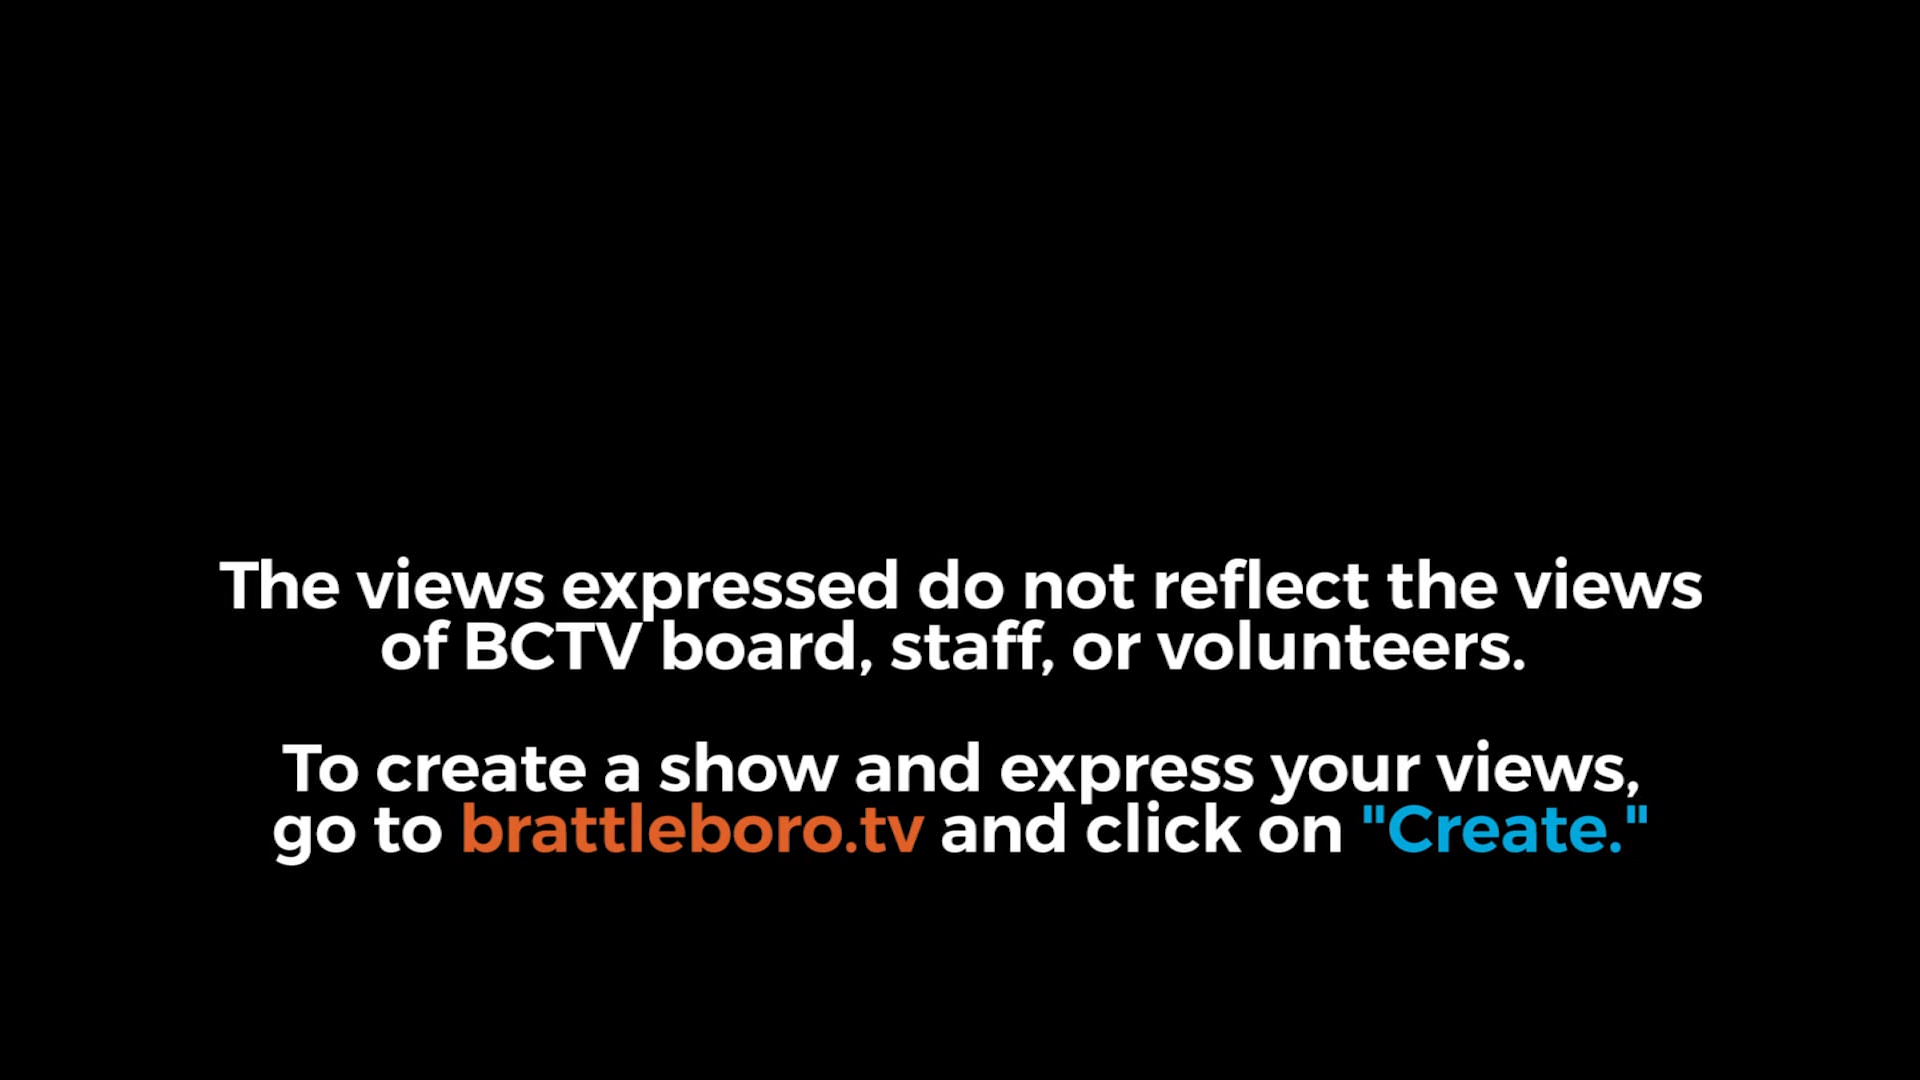 The views expressed do not reflect the views
of BCTV board, staff, or volunteers.
To create a show and express your views,
go to brattleboro.tv and click on "Create."